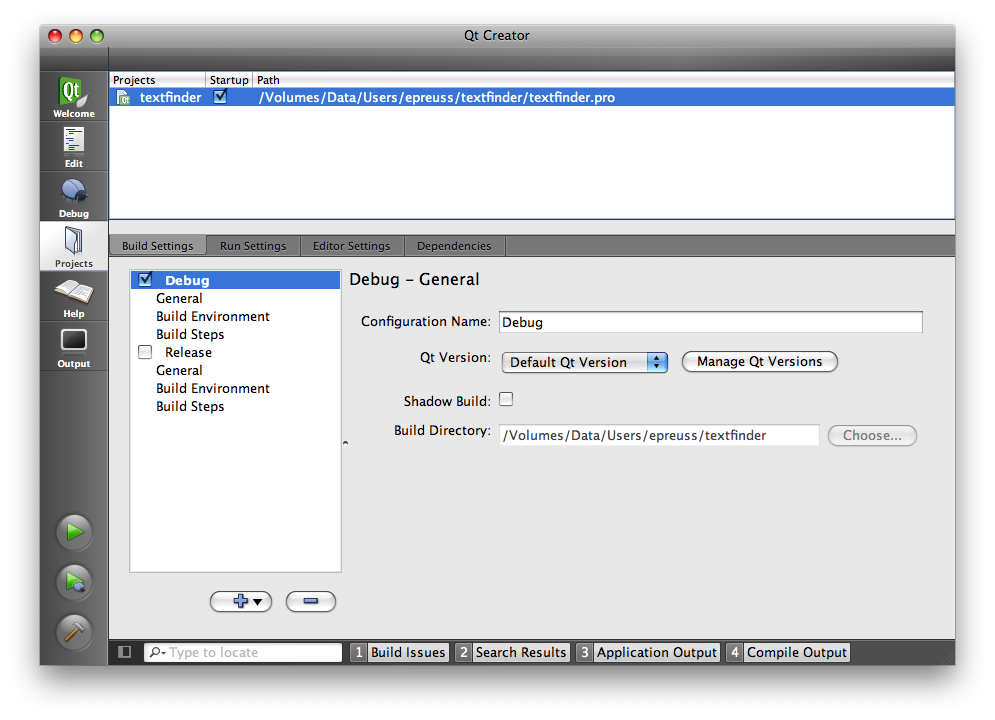 Qt Creator
Projects Startup Path
textfinder /Volumes/Data/Users/epreuss/textfinder/textfinder.pro
Qt
Welcome
Edit
Debug
Projects
Help
Output
Build Settings Run Settings Editor Settings Dependencies
Debug
General
Build Environment
Build Steps
Release
General
Build Environment
Build Steps
Debug – General
Configuration Name: Debug
Qt Version: Default Qt Version Manage Qt Versions
Shadow Build:
Build Directory: /Volumes/Data/Users/epreuss/textfinder Choose...
Type to locate 1 Build Issues 2 Search Results 3 Application Output 4 Compile Output